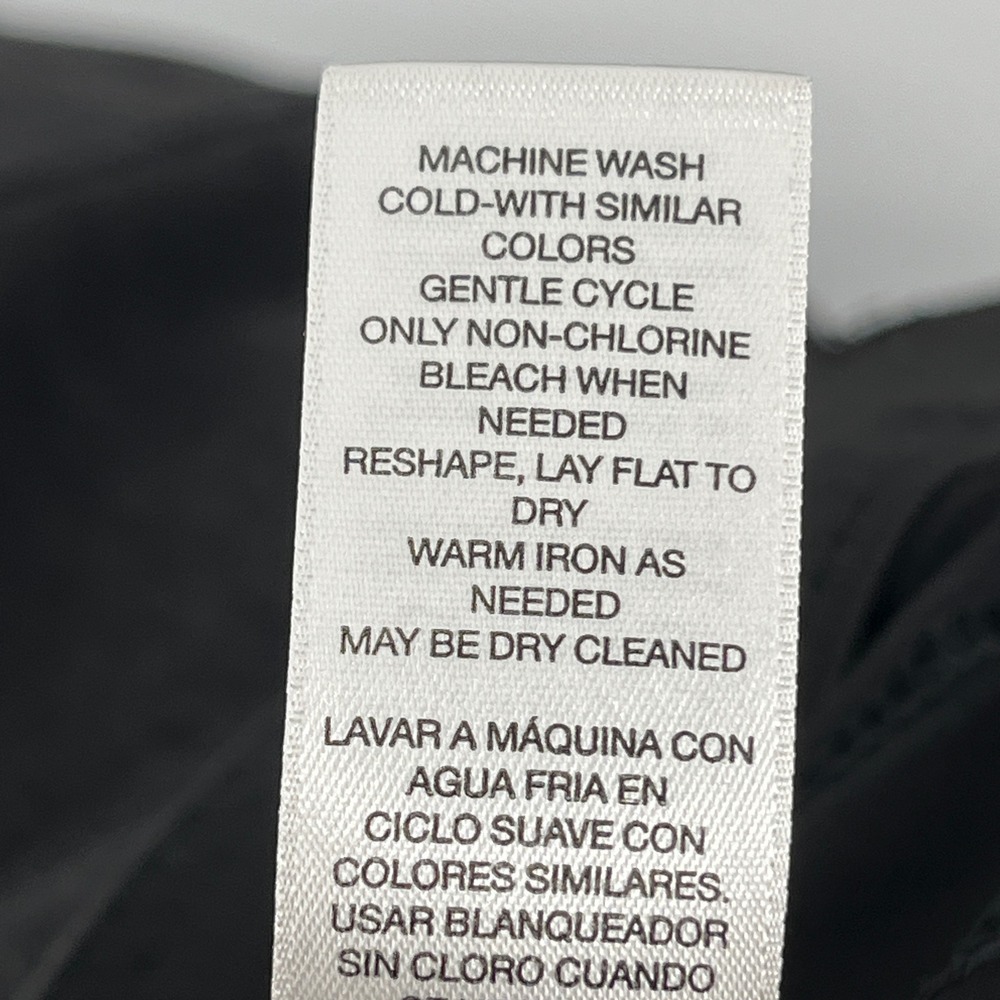 MACHINE WASH
COLD-WITH SIMILAR
COLORS
GENTLE CYCLE
ONLY NON-CHLORINE
BLEACH WHEN
NEEDED
RESHAPE, LAY FLAT TO
DRY
WARM IRON AS
NEEDED
MAY BE DRY CLEANED
LAVAR A MÁQUINA CON
AGUA FRIA EN
CICLO SUAVE CON
COLORES SIMILARES.
USAR BLANQUEADOR
SIN CLORO CUANDO